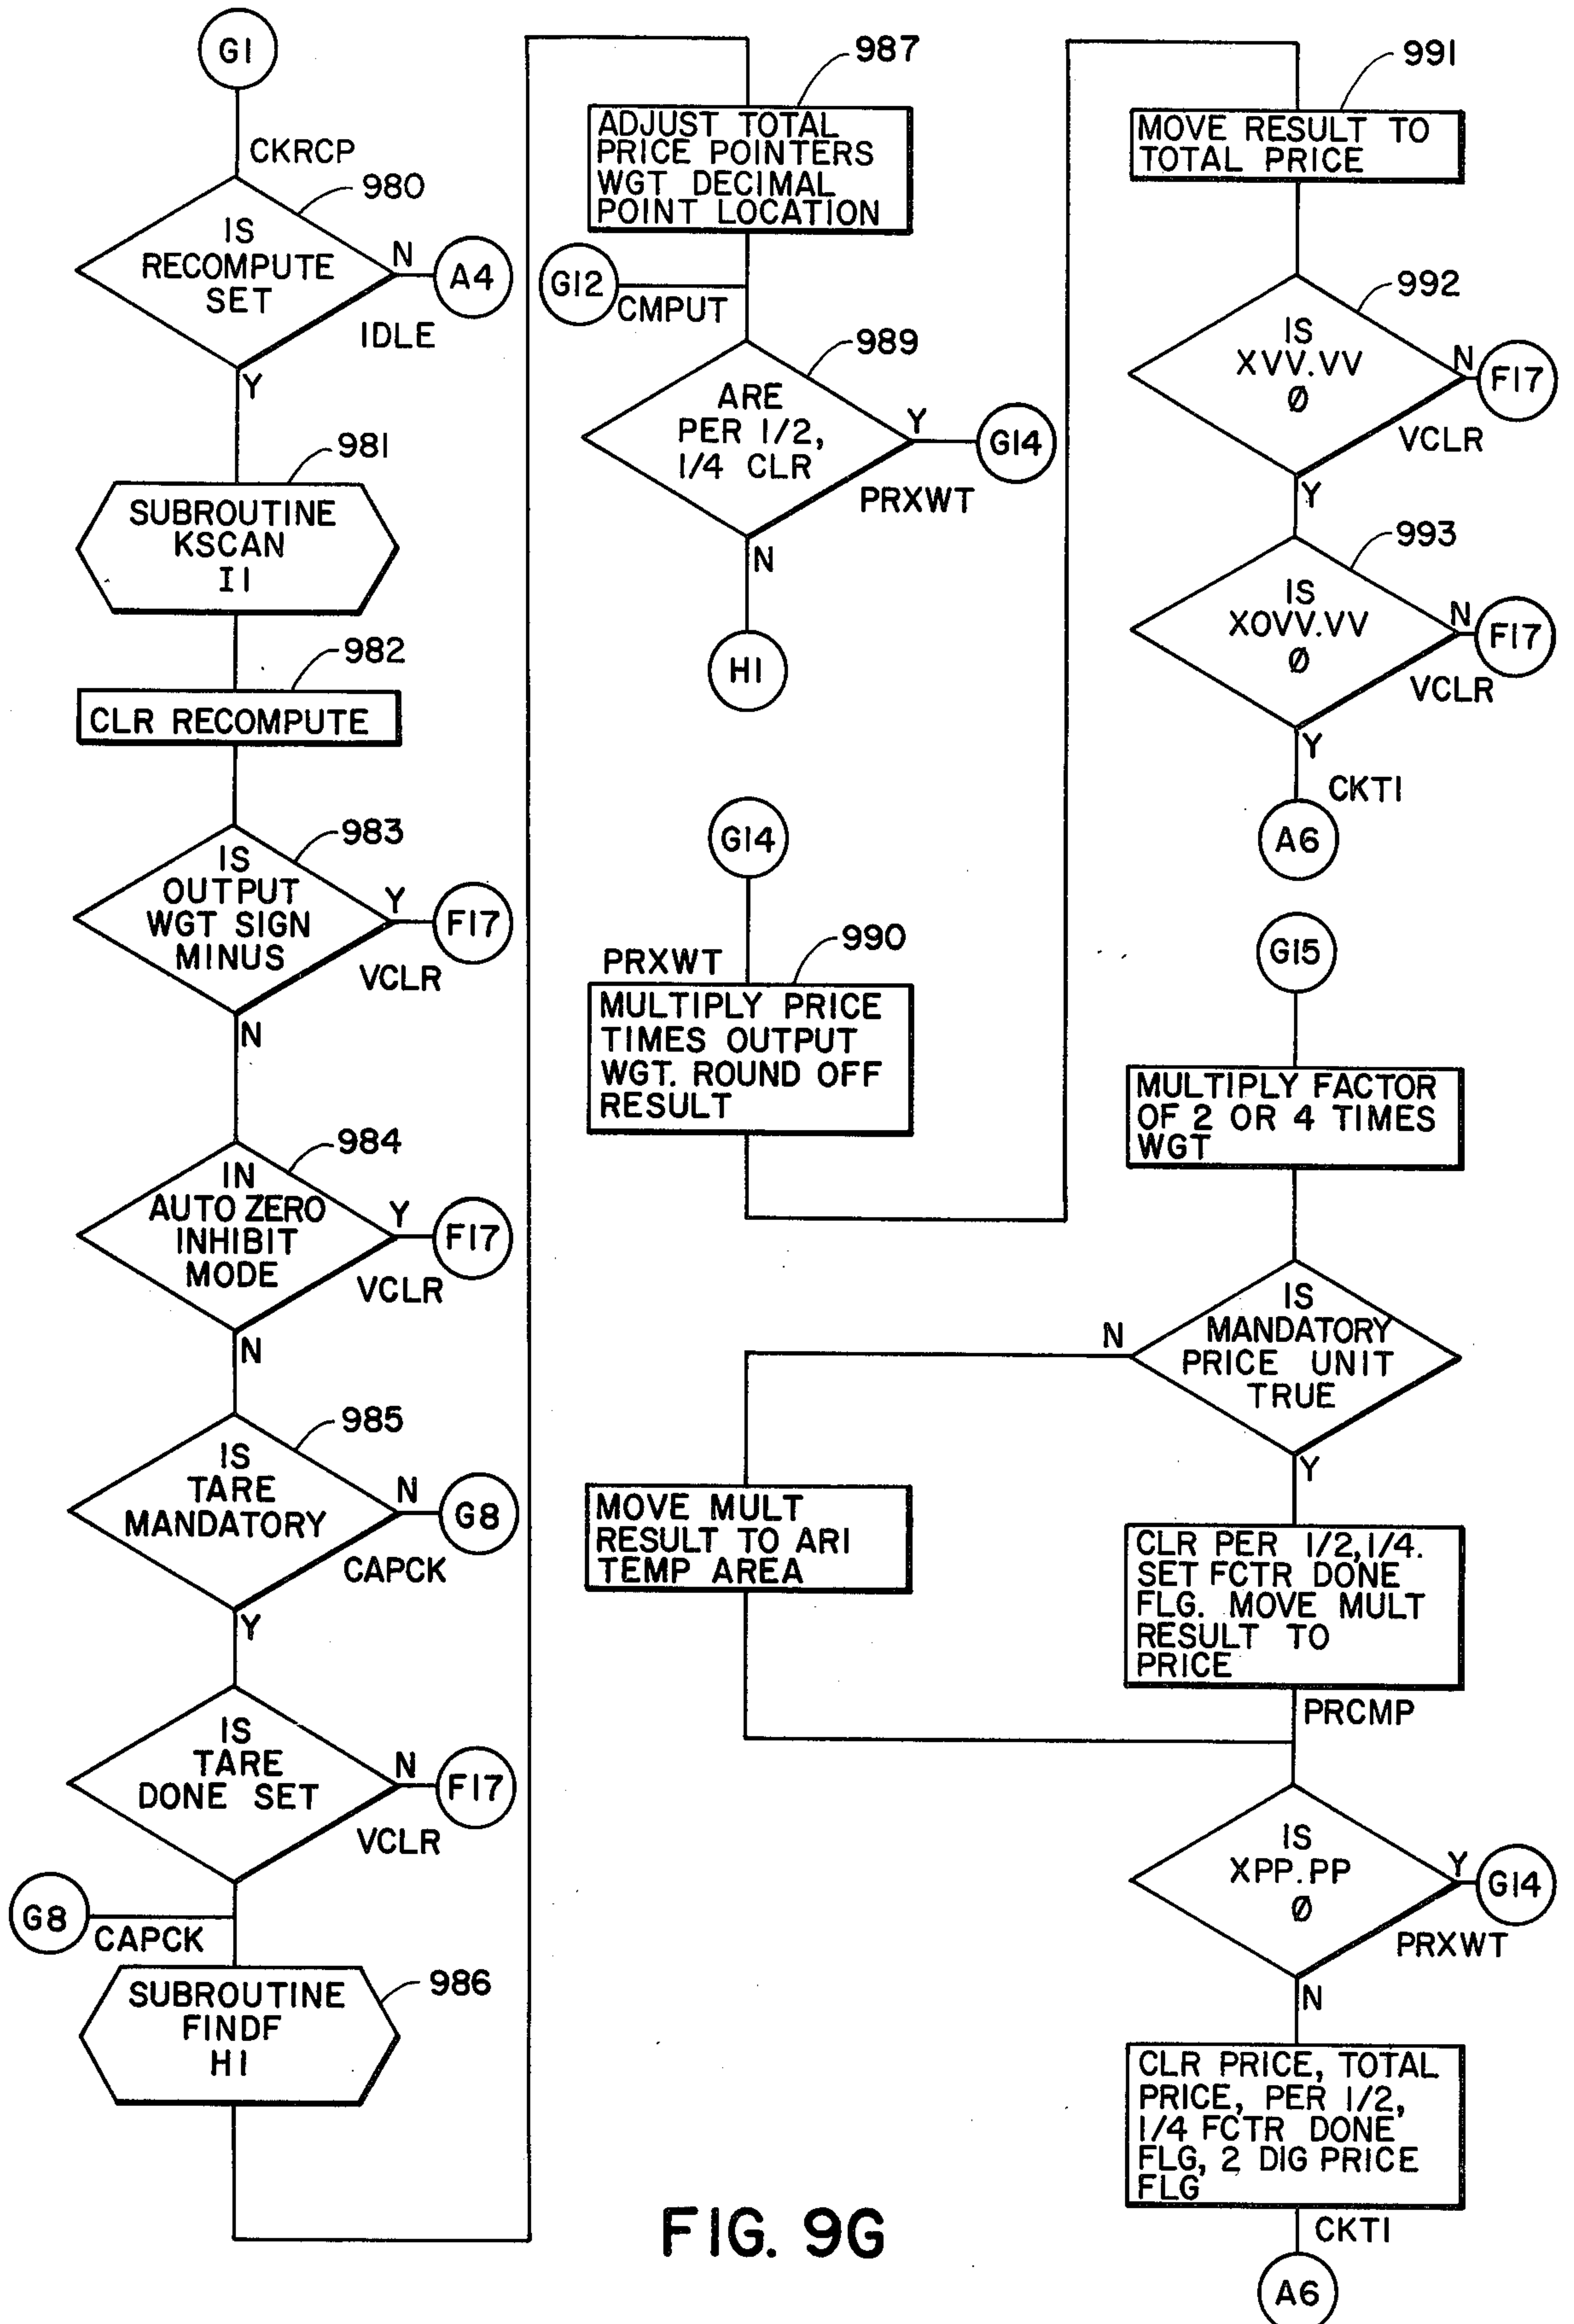 G1
CKRCP
980
IS
RECOMPUTE
SET
N
A4
IDLE
Y
981
SUBROUTINE
KSCAN
I1
982
CLR RECOMPUTE
983
IS
OUTPUT
WGT SIGN
MINUS
Y
F17
VCLR
N
984
IN
AUTO ZERO
INHIBIT
MODE
Y
F17
VCLR
N
985
IS
TARE
MANDATORY
N
G8
CAPCK
Y
IS
TARE
DONE SET
N
F17
VCLR
G8
CAPCK
986
SUBROUTINE
FINDF
H1
987
ADJUST TOTAL
PRICE POINTERS
WGT DECIMAL
POINT LOCATION
G12
CMPUT
989
ARE
PER 1/2,
1/4 CLR
Y
G14
PRXWT
N
H1
G14
PRXWT
990
MULTIPLY PRICE
TIMES OUTPUT
WGT. ROUND OFF
RESULT
991
MOVE RESULT TO
TOTAL PRICE
992
IS
XVV.VV
Ø
N
F17
VCLR
Y
993
IS
XOVV.VV
Ø
N
F17
VCLR
Y
CKT1
A6
G15
MULTIPLY FACTOR
OF 2 OR 4 TIMES
WGT
IS
MANDATORY
PRICE UNIT
TRUE
N
Y
MOVE MULT
RESULT TO ARI
TEMP AREA
CLR PER 1/2,1/4.
SET FCTR DONE
FLG. MOVE MULT
RESULT TO
PRICE
PRCMP
IS
XPP.PP
Ø
Y
G14
PRXWT
N
CLR PRICE, TOTAL
PRICE, PER 1/2,
1/4 FCTR DONE
FLG, 2 DIG PRICE
FLG
CKT1
A6
FIG. 9G